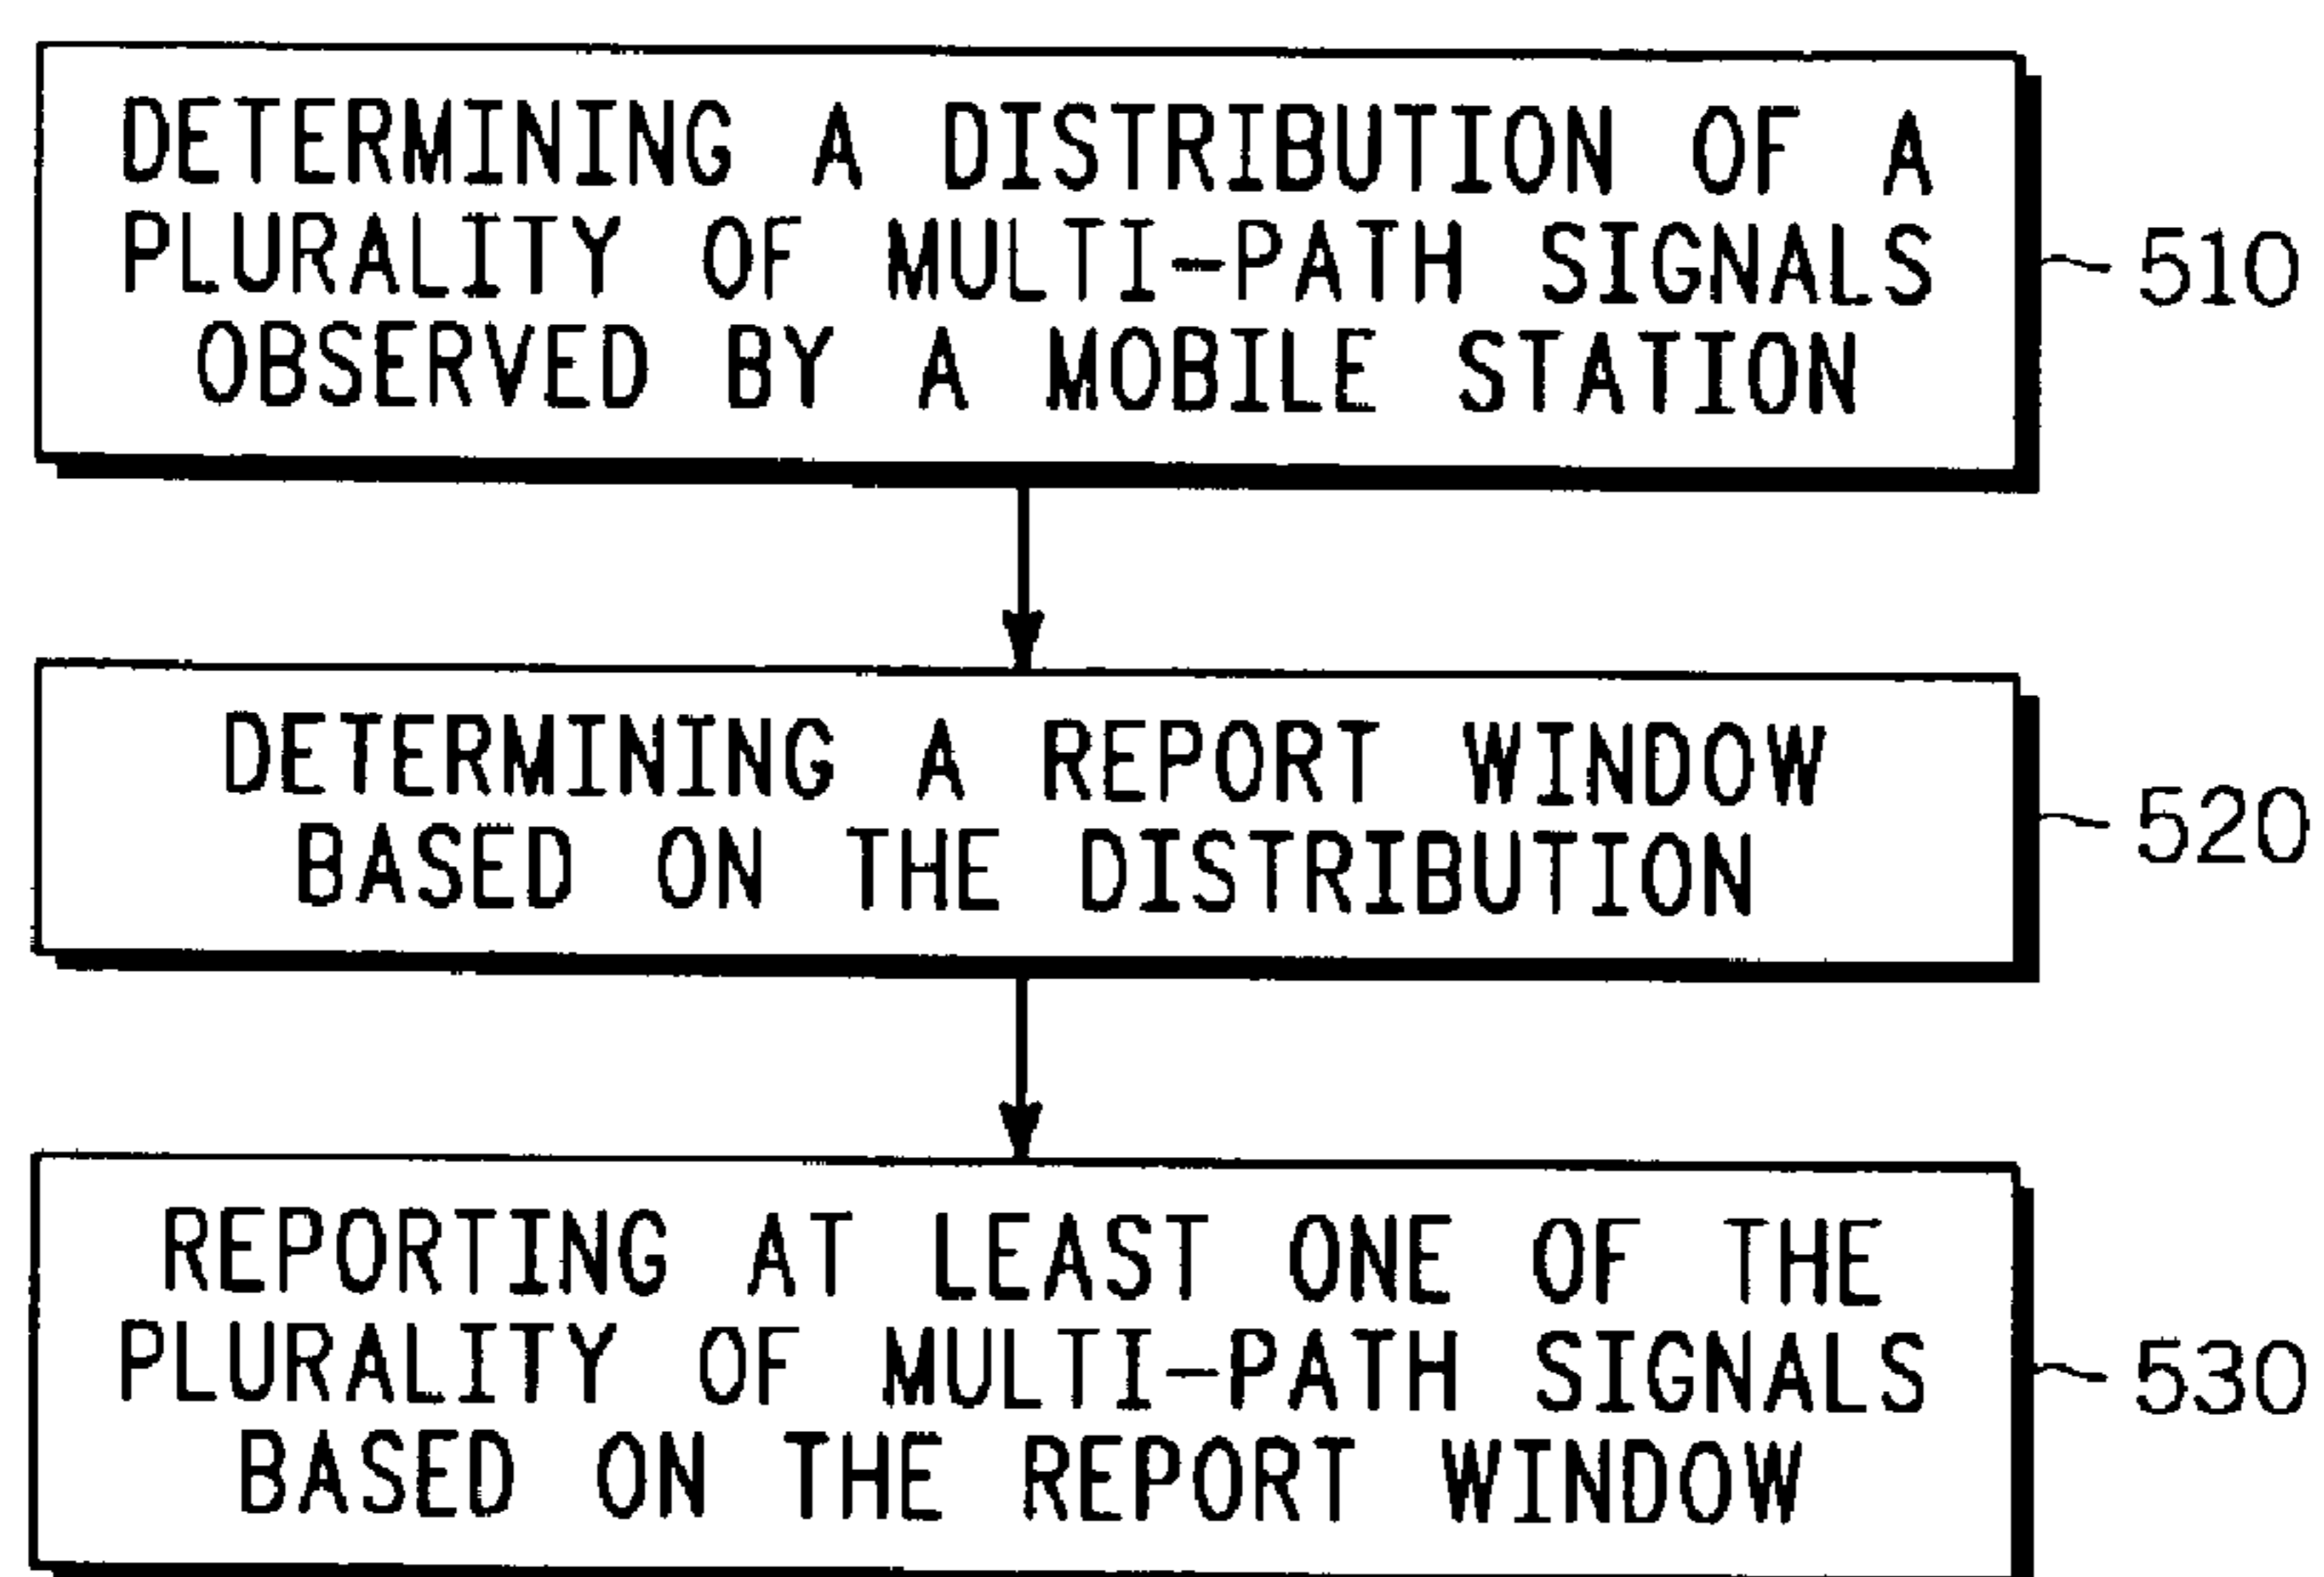 DETERMINING A DISTRIBUTION OF A
PLURALITY OF MULTI-PATH SIGNALS
OBSERVED BY A MOBILE STATION
510
DETERMINING A REPORT WINDOW
BASED ON THE DISTRIBUTION
520
REPORTING AT LEAST ONE OF THE
PLURALITY OF MULTI-PATH SIGNALS
BASED ON THE REPORT WINDOW
530